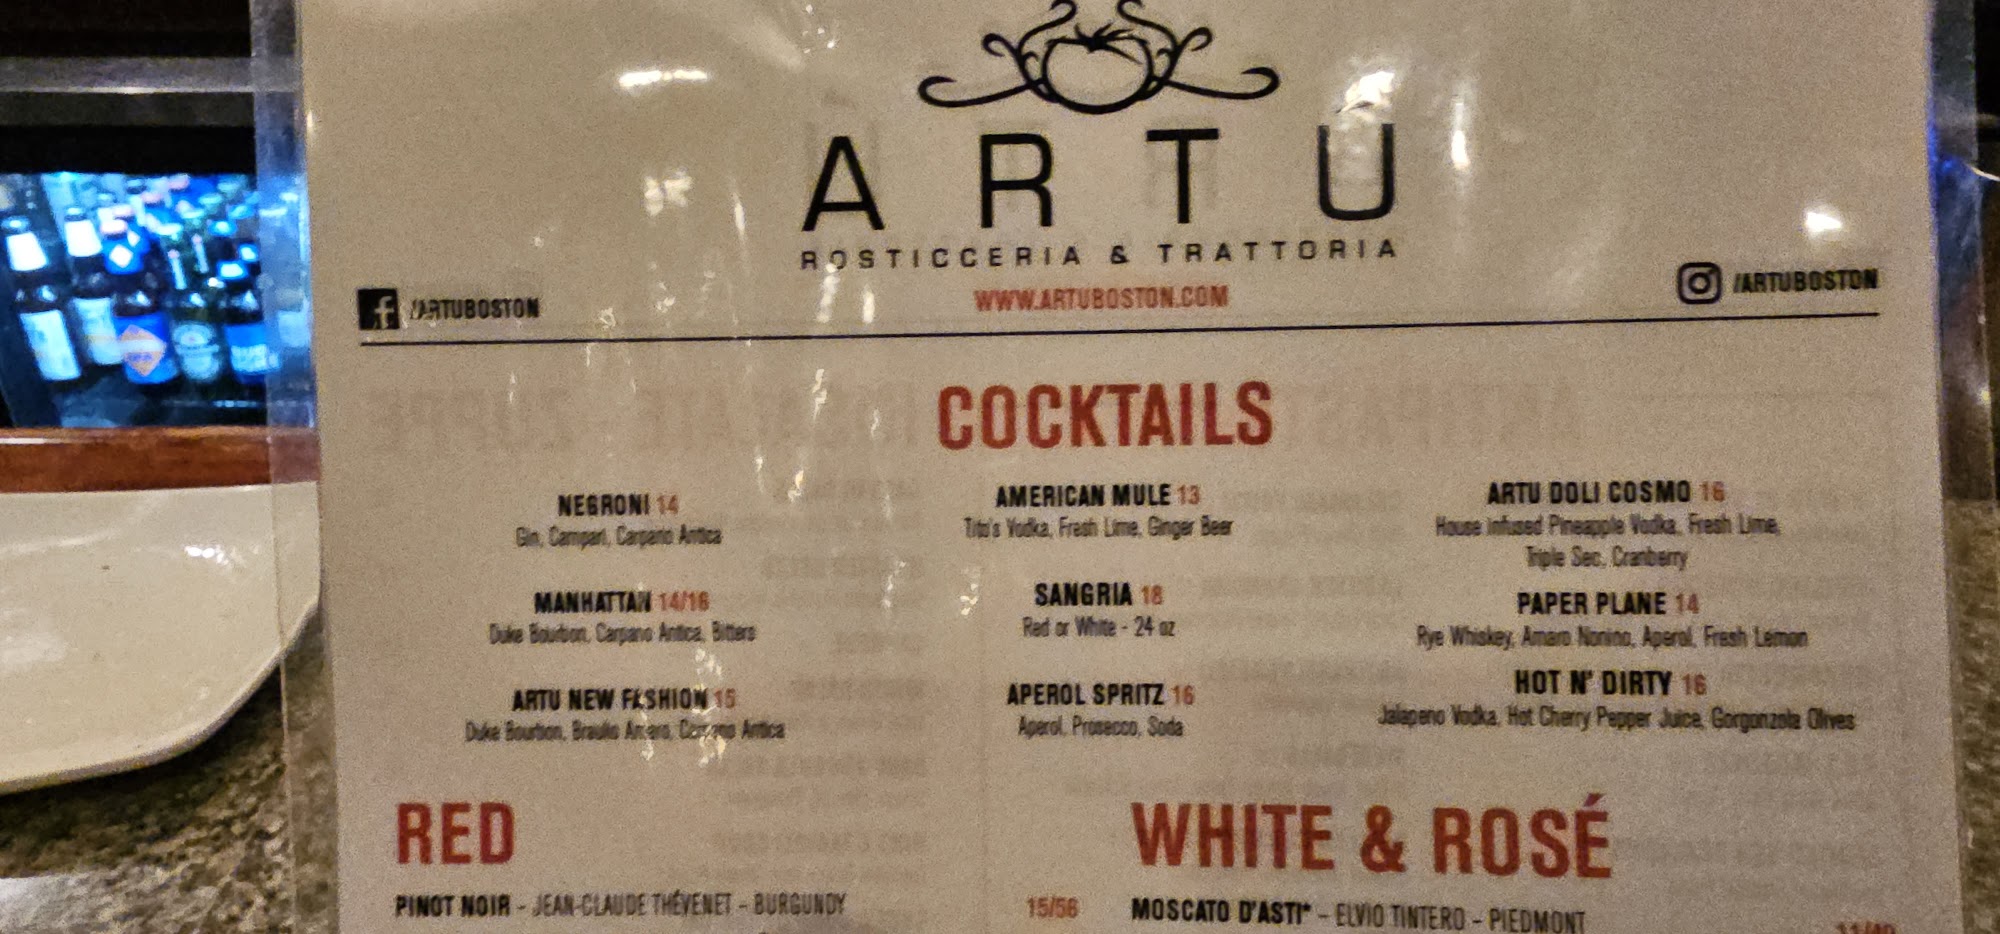 ARTÚ
ROSTICCERIA & TRATTORIA
/ARTUBOSTON
WWW.ARTUBOSTON.COM
/ARTUBOSTON
COCKTAILS
NEGRONI 14
Gin, Campari, Carpano Antica
MANHATTAN 14/16
Duke Bourbon, Carpano Antica, Bitters
ARTU NEW FASHION 15
Duke Bourbon, Braulio Amaro, Carpano Antica
AMERICAN MULE 13
Tito's Vodka, Fresh Lime, Ginger Beer
SANGRIA 18
Red or White - 24 oz
APEROL SPRITZ 16
Aperol, Prosecco, Soda
ARTU DOLI COSMO 16
House Infused Pineapple Vodka, Fresh Lime,
Triple Sec, Cranberry
PAPER PLANE 14
Rye Whiskey, Amaro Nonino, Aperol, Fresh Lemon
HOT N' DIRTY 16
Jalapeno Vodka, Hot Cherry Pepper Juice, Gorgonzola Olives
RED
PINOT NOIR - JEAN-CLAUDE THÉVENET - BURGUNDY 15/56
WHITE & ROSÉ
MOSCATO D'ASTI* - ELVIO TINTERO - PIEDMONT